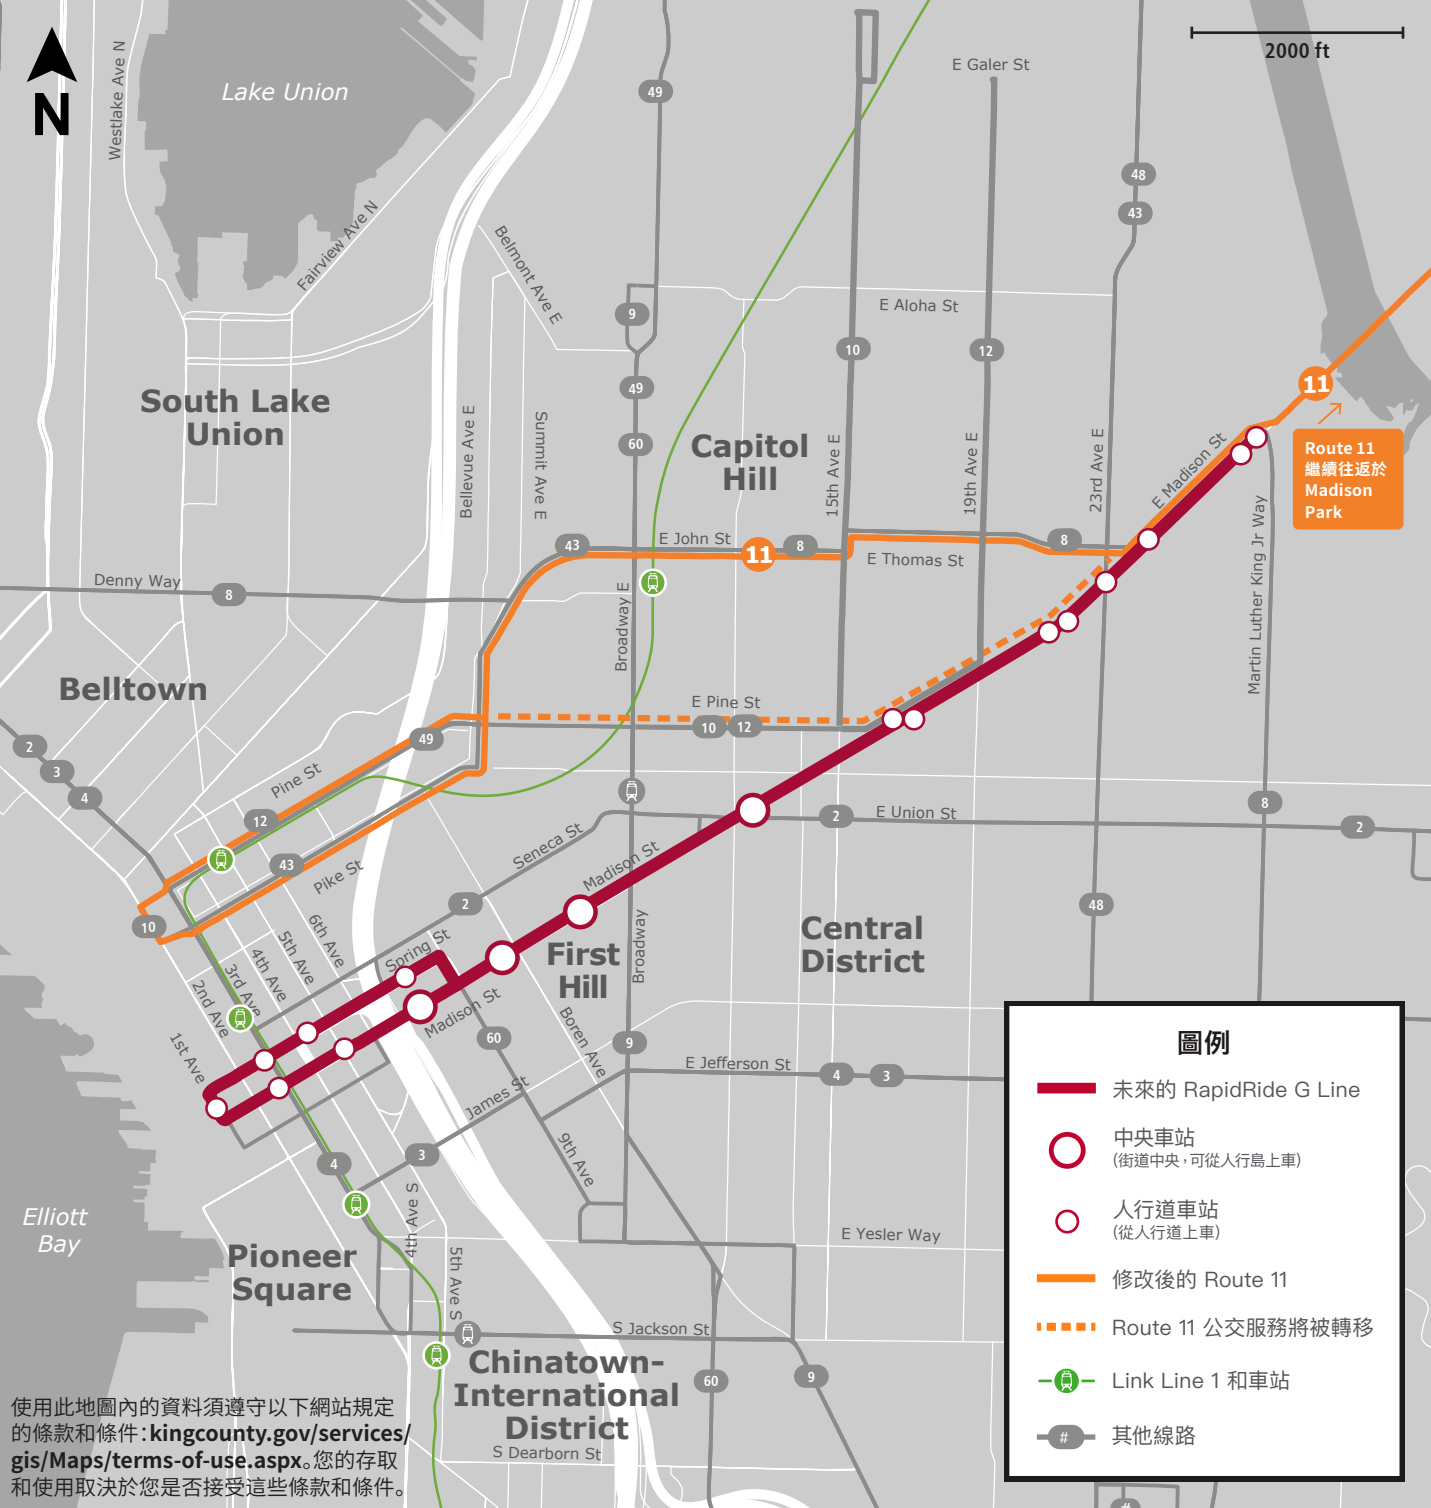 N
2000 ft
Westlake Ave N
Lake Union
Fairview Ave N
Belmont Ave E
E Galer St
49
48
43
9
E Aloha St
10
12
49
60
South Lake
Union
Bellevue Ave E
Summit Ave E
Capitol
Hill
15th Ave E
19th Ave E
23rd Ave E
E Madison St
11
Route 11
繼續往返於
Madison
Park
43
E John St
11
8
E Thomas St
8
Denny Way
8
Broadway E
Martin Luther King Jr Way
Belltown
E Pine St
10
12
49
2
3
4
Pine St
12
43
Pike St
10
Seneca St
2
Madison St
2
E Union St
8
2
48
6th Ave
5th Ave
4th Ave
3rd Ave
2nd Ave
1st Ave
Spring St
Madison St
First
Hill
Broadway
Central
District
60
Boren Ave
9
E Jefferson St
4
3
James St
3
4
9th Ave
4th Ave S
5th Ave S
E Yesler Way
Elliott
Bay
Pioneer
Square
S Jackson St
Chinatown-
International
District
60
9
S Dearborn St
圖例
未來的 RapidRide G Line
中央車站
(街道中央，可從人行島上車)
人行道車站
(從人行道上車)
修改後的 Route 11
Route 11 公交服務將被轉移
Link Line 1 和車站
# 其他線路
#
使用此地圖內的資料須遵守以下網站規定
的條款和條件：kingcounty.gov/services/
gis/Maps/terms-of-use.aspx。您的存取
和使用取決於您是否接受這些條款和條件。